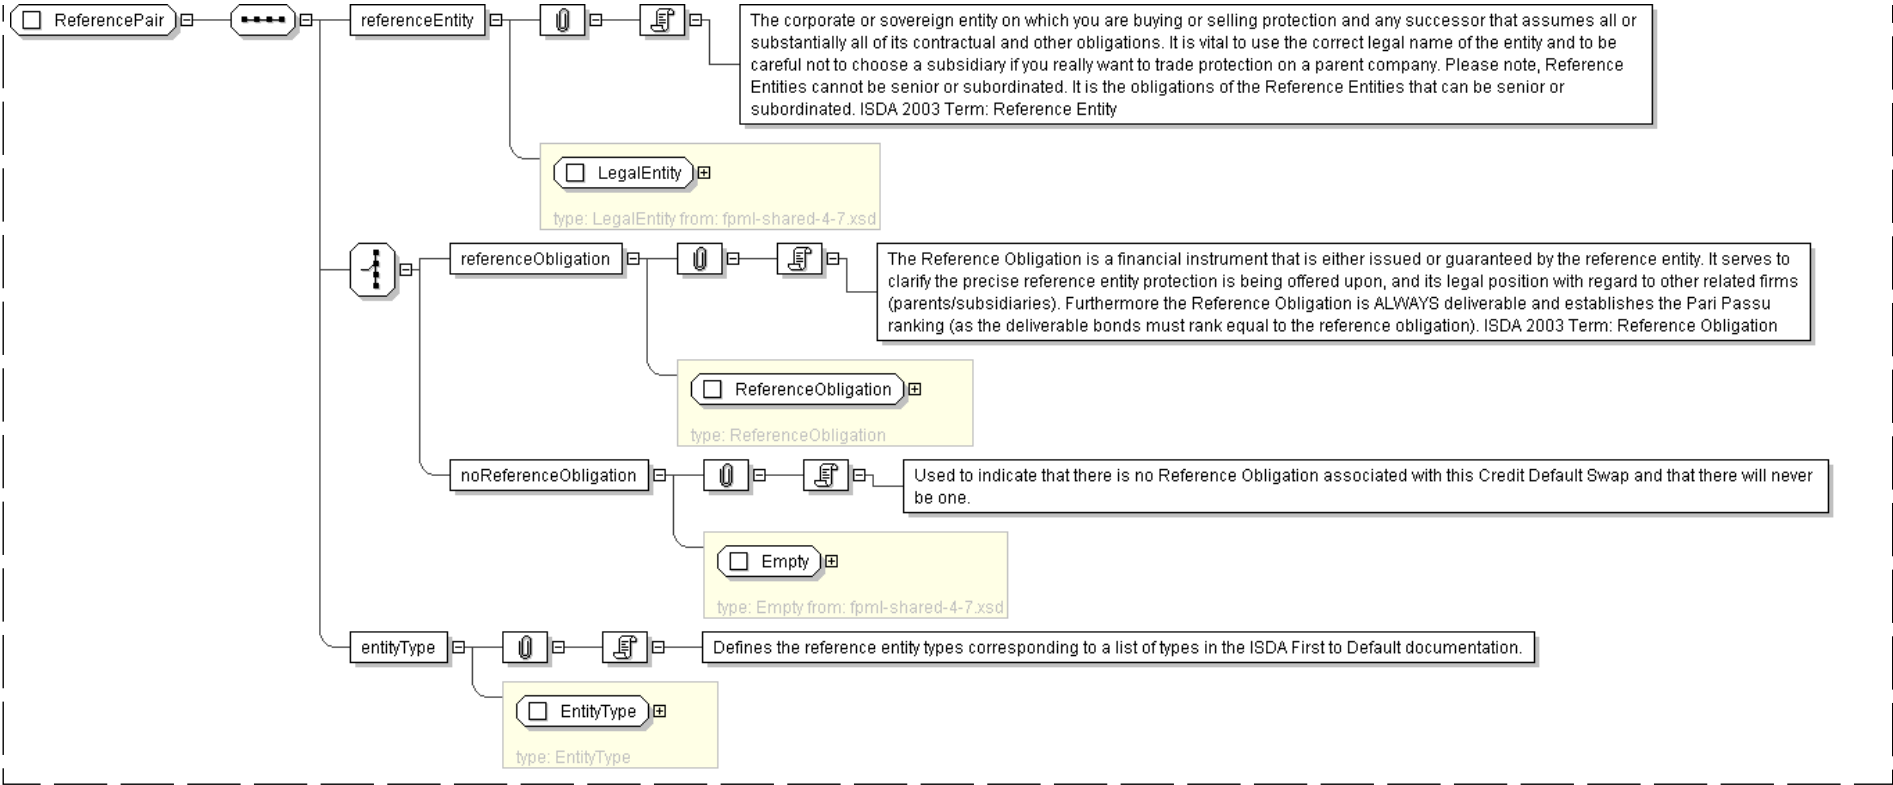 ReferencePair
referenceEntity
The corporate or sovereign entity on which you are buying or selling protection and any successor that assumes all or
substantially all of its contractual and other obligations. It is vital to use the correct legal name of the entity and to be
careful not to choose a subsidiary if you really want to trade protection on a parent company. Please note, Reference
Entities cannot be senior or subordinated. It is the obligations of the Reference Entities that can be senior or
subordinated. ISDA 2003 Term: Reference Entity
LegalEntity
type: LegalEntity from: fpml-shared-4-7.xsd
referenceObligation
The Reference Obligation is a financial instrument that is either issued or guaranteed by the reference entity. It serves to
clarify the precise reference entity protection is being offered upon, and its legal position with regard to other related firms
(parents/subsidiaries). Furthermore the Reference Obligation is ALWAYS deliverable and establishes the Pari Passu
ranking (as the deliverable bonds must rank equal to the reference obligation). ISDA 2003 Term: Reference Obligation
ReferenceObligation
type: ReferenceObligation
noReferenceObligation
Used to indicate that there is no Reference Obligation associated with this Credit Default Swap and that there will never
be one.
Empty
type: Empty from: fpml-shared-4-7.xsd
entityType
Defines the reference entity types corresponding to a list of types in the ISDA First to Default documentation.
EntityType
type: EntityType